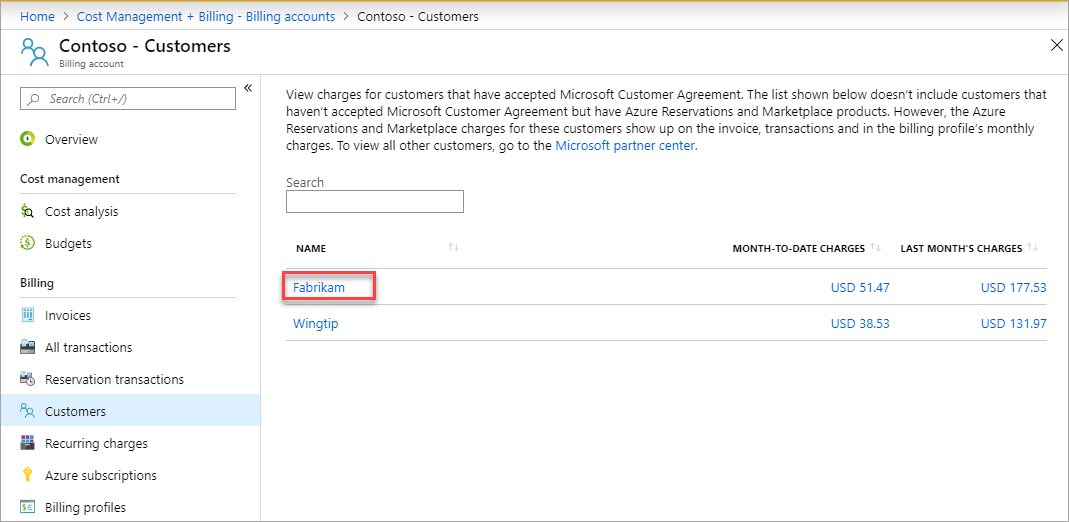 Home > Cost Management + Billing - Billing accounts > Contoso - Customers
Contoso - Customers
Billing account
Search (Ctrl+/)
Overview
Cost management
Cost analysis
Budgets
Billing
Invoices
All transactions
Reservation transactions
Customers
Recurring charges
Azure subscriptions
Billing profiles
View charges for customers that have accepted Microsoft Customer Agreement. The list shown below doesn't include customers that
haven't accepted Microsoft Customer Agreement but have Azure Reservations and Marketplace products. However, the Azure
Reservations and Marketplace charges for these customers show up on the invoice, transactions and in the billing profile's monthly
charges. To view all other customers, go to the Microsoft partner center.
Search
NAME ↑↓ MONTH-TO-DATE CHARGES ↑↓ LAST MONTH'S CHARGES ↑↓
Fabrikam USD 51.47 USD 177.53
Wingtip USD 38.53 USD 131.97